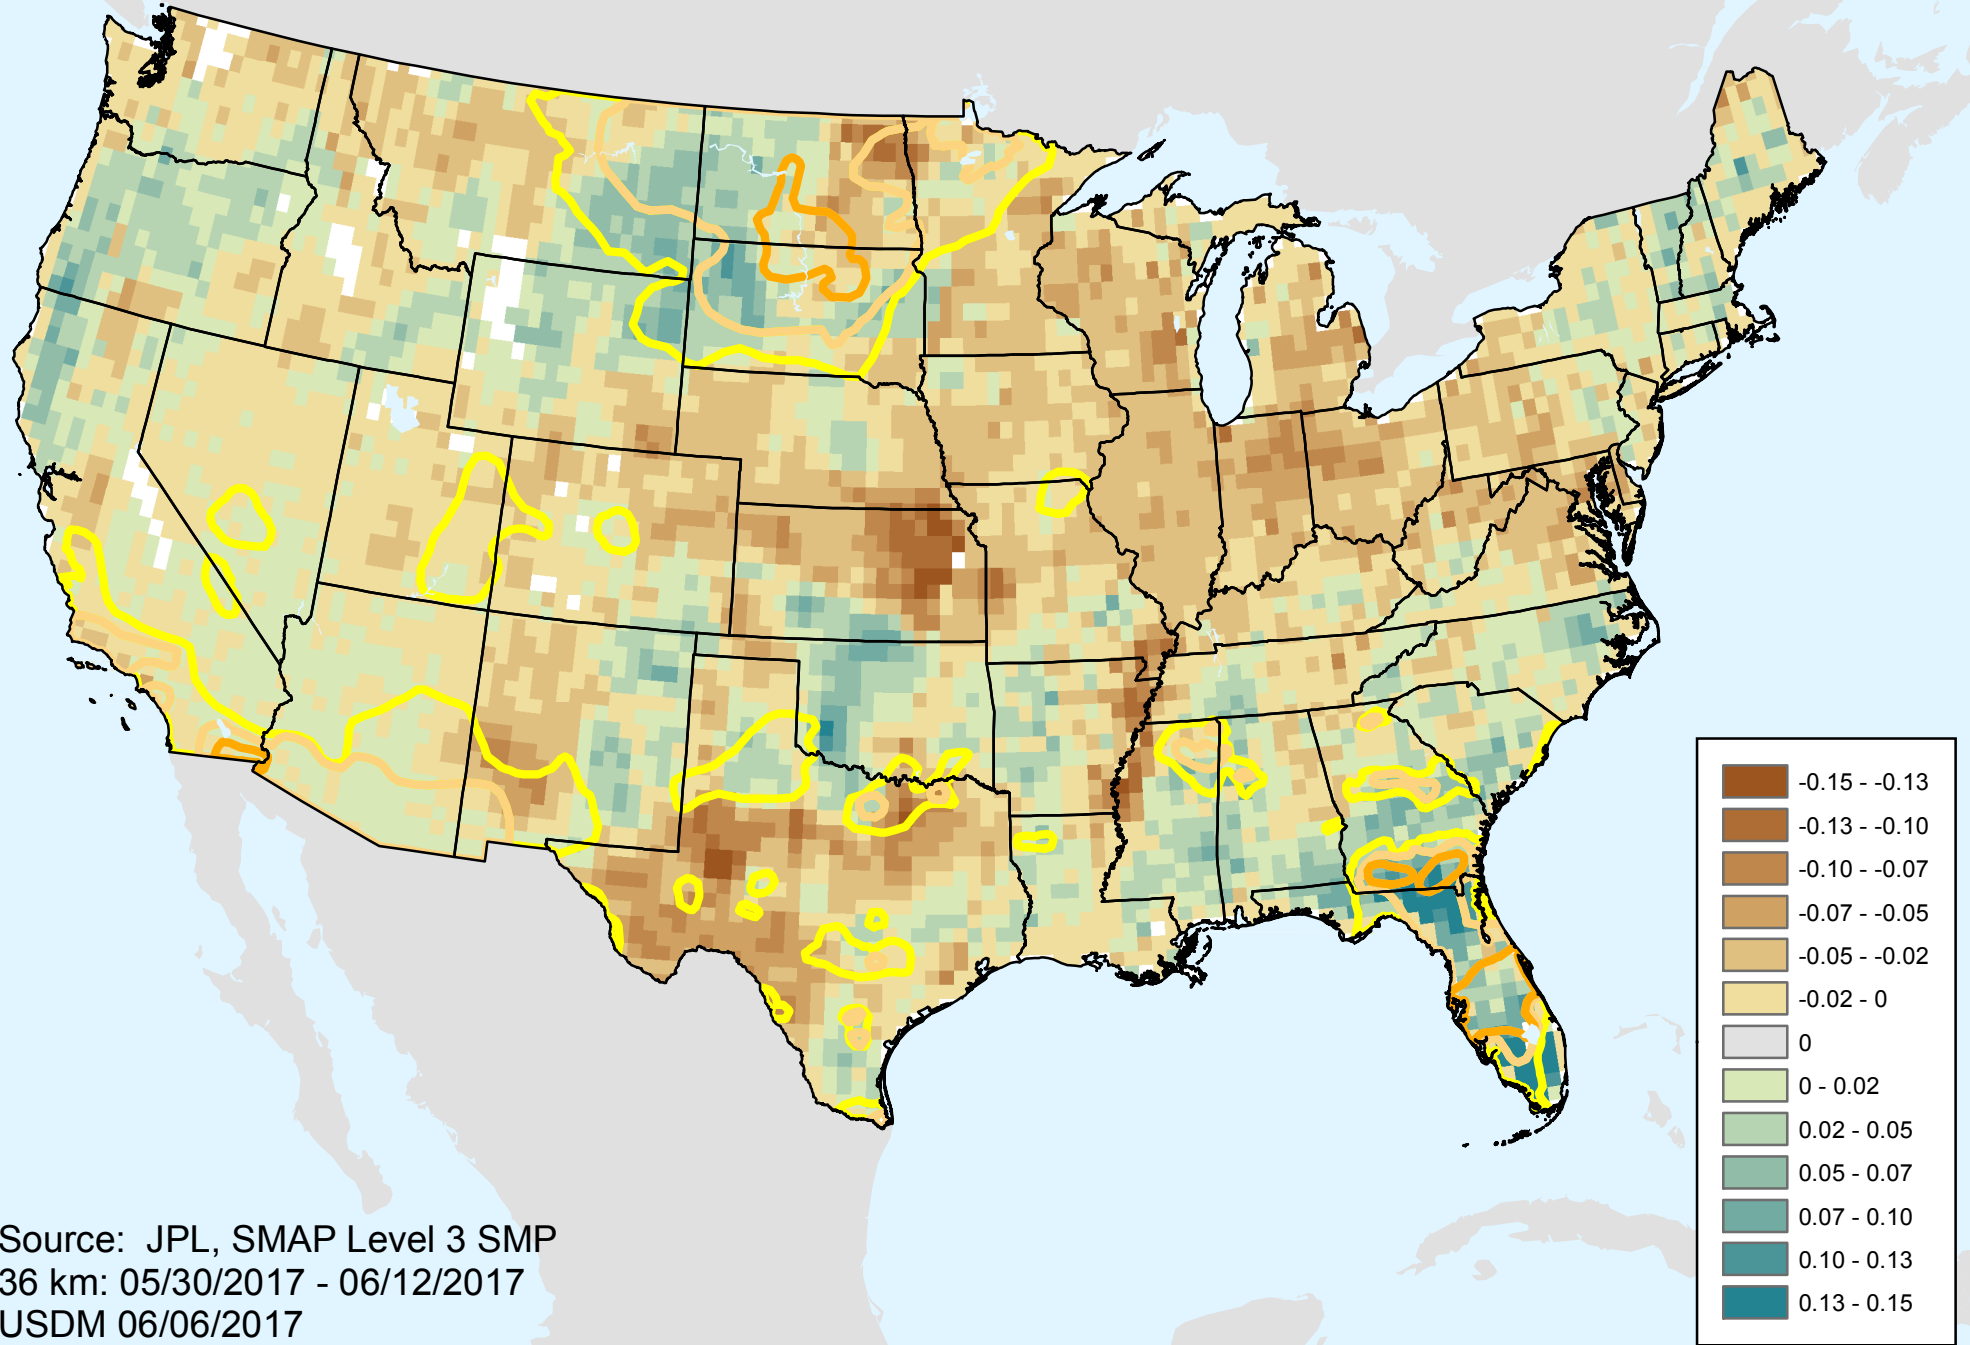 -0.15 - -0.13
-0.13 - -0.10
-0.10 - -0.07
-0.07 - -0.05
-0.05 - -0.02
-0.02 - 0
0
0 - 0.02
0.02 - 0.05
0.05 - 0.07
0.07 - 0.10
0.10 - 0.13
0.13 - 0.15
Source:  JPL, SMAP Level 3 SMP
36 km: 05/30/2017 - 06/12/2017
USDM 06/06/2017